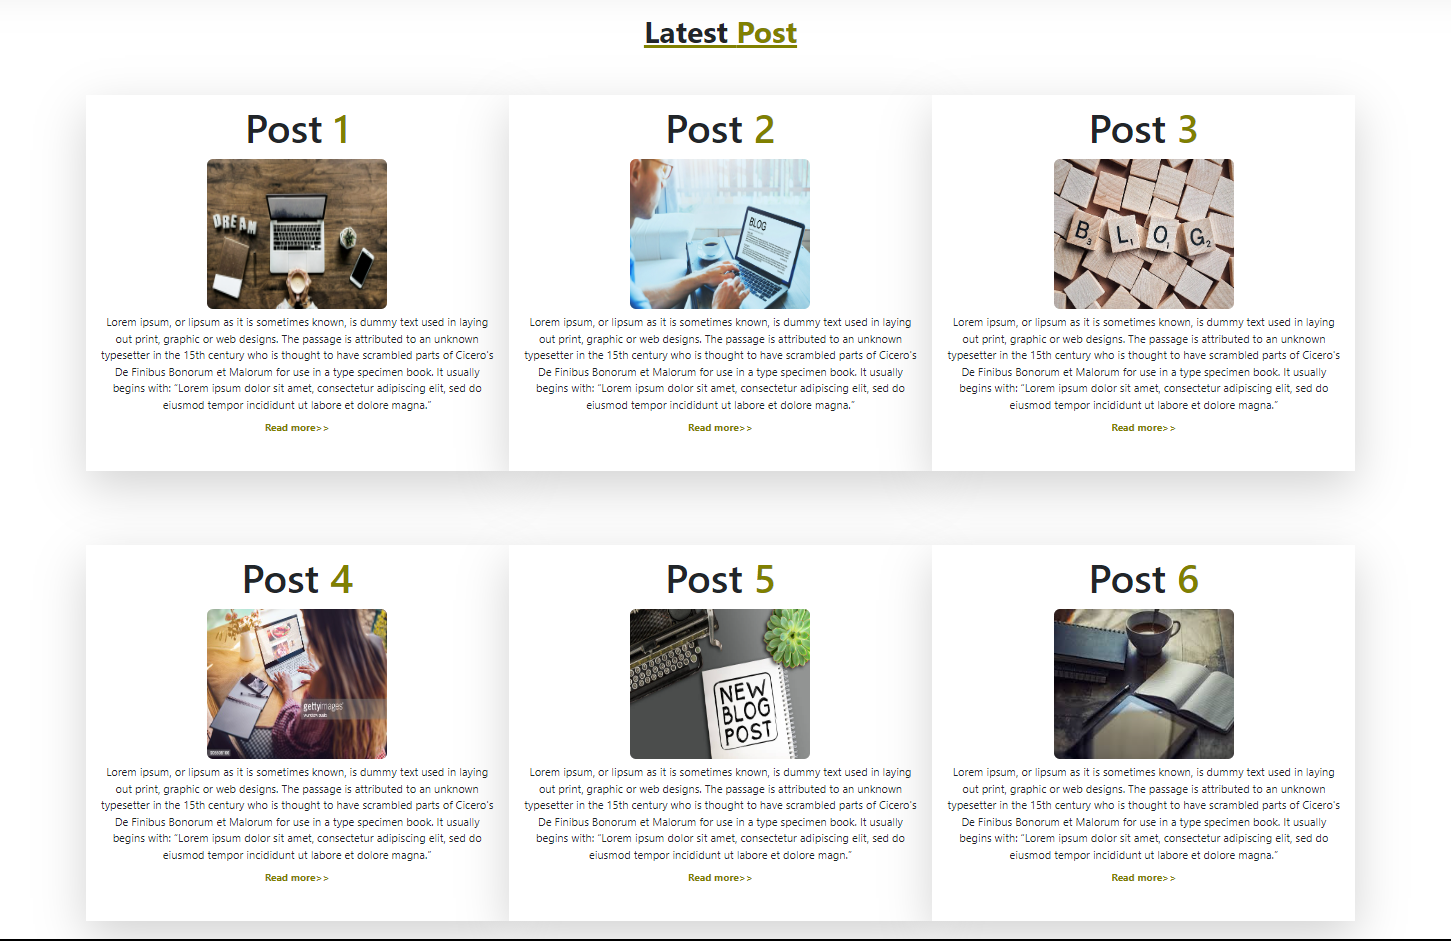 Latest Post
Post 1
DREAM
Lorem ipsum, or lipsum as it is sometimes known, is dummy text used in laying
out print, graphic or web designs. The passage is attributed to an unknown
typesetter in the 15th century who is thought to have scrambled parts of Cicero's
De Finibus Bonorum et Malorum for use in a type specimen book. It usually
begins with: “Lorem ipsum dolor sit amet, consectetur adipiscing elit, sed do
eiusmod tempor incididunt ut labore et dolore magna.”
Read more>>
Post 2
BLOG
Lorem ipsum, or lipsum as it is sometimes known, is dummy text used in laying
out print, graphic or web designs. The passage is attributed to an unknown
typesetter in the 15th century who is thought to have scrambled parts of Cicero's
De Finibus Bonorum et Malorum for use in a type specimen book. It usually
begins with: “Lorem ipsum dolor sit amet, consectetur adipiscing elit, sed do
eiusmod tempor incididunt ut labore et dolore magna.”
Read more>>
Post 3
B3 L1 O1 G2
Lorem ipsum, or lipsum as it is sometimes known, is dummy text used in laying
out print, graphic or web designs. The passage is attributed to an unknown
typesetter in the 15th century who is thought to have scrambled parts of Cicero's
De Finibus Bonorum et Malorum for use in a type specimen book. It usually
begins with: “Lorem ipsum dolor sit amet, consectetur adipiscing elit, sed do
eiusmod tempor incididunt ut labore et dolore magna.”
Read more>>
Post 4
gettyimages
Lorem ipsum, or lipsum as it is sometimes known, is dummy text used in laying
out print, graphic or web designs. The passage is attributed to an unknown
typesetter in the 15th century who is thought to have scrambled parts of Cicero's
De Finibus Bonorum et Malorum for use in a type specimen book. It usually
begins with: “Lorem ipsum dolor sit amet, consectetur adipiscing elit, sed do
eiusmod tempor incididunt ut labore et dolore magna.”
Read more>>
Post 5
NEW
BLOG
POST
Lorem ipsum, or lipsum as it is sometimes known, is dummy text used in laying
out print, graphic or web designs. The passage is attributed to an unknown
typesetter in the 15th century who is thought to have scrambled parts of Cicero's
De Finibus Bonorum et Malorum for use in a type specimen book. It usually
begins with: “Lorem ipsum dolor sit amet, consectetur adipiscing elit, sed do
eiusmod tempor incididunt ut labore et dolore magn.”
Read more>>
Post 6
Lorem ipsum, or lipsum as it is sometimes known, is dummy text used in laying
out print, graphic or web designs. The passage is attributed to an unknown
typesetter in the 15th century who is thought to have scrambled parts of Cicero's
De Finibus Bonorum et Malorum for use in a type specimen book. It usually
begins with: “Lorem ipsum dolor sit amet, consectetur adipiscing elit, sed do
eiusmod tempor incididunt ut labore et dolore magna.”
Read more>>